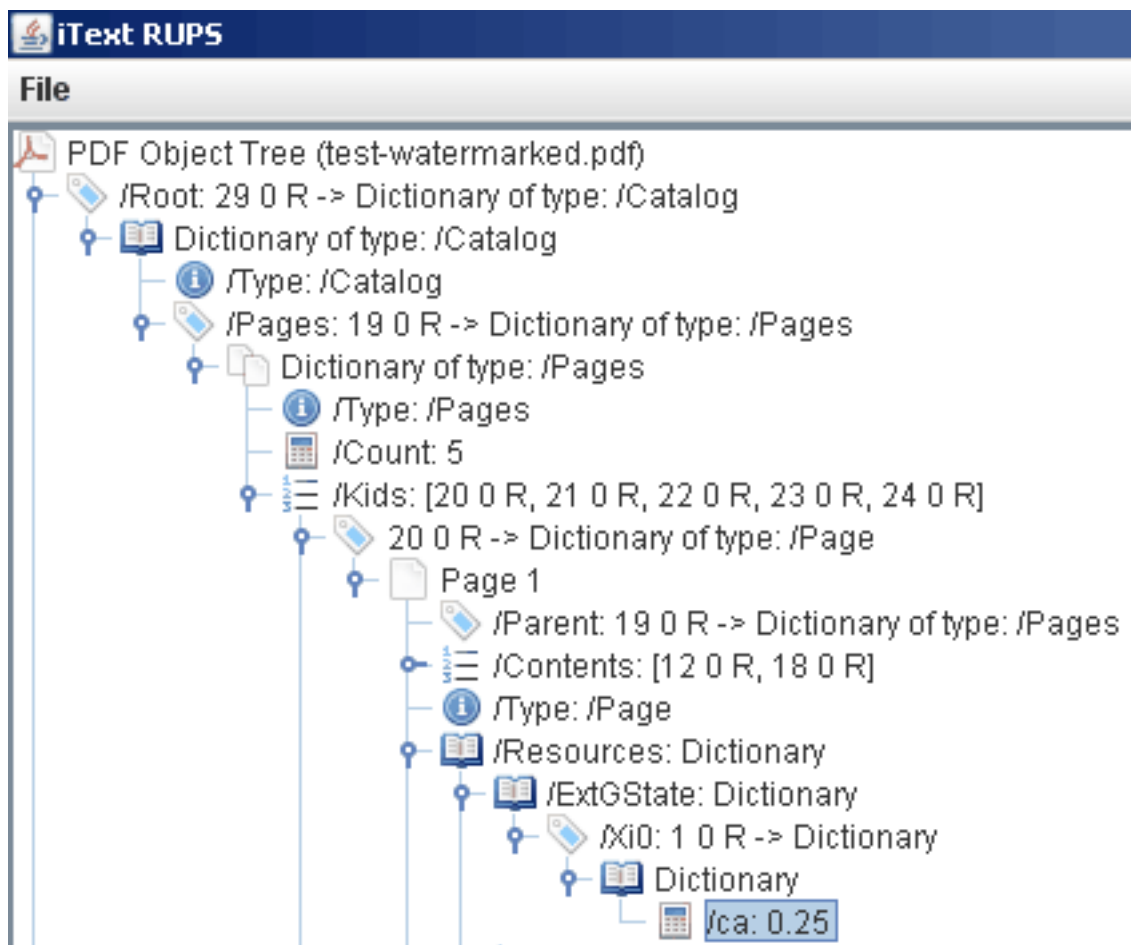 iText RUPS
File
PDF Object Tree (test-watermarked.pdf)
/Root: 29 0 R -> Dictionary of type: /Catalog
Dictionary of type: /Catalog
/Type: /Catalog
/Pages: 19 0 R -> Dictionary of type: /Pages
Dictionary of type: /Pages
/Type: /Pages
/Count: 5
/Kids: [20 0 R, 21 0 R, 22 0 R, 23 0 R, 24 0 R]
20 0 R -> Dictionary of type: /Page
Page 1
/Parent: 19 0 R -> Dictionary of type: /Pages
/Contents: [12 0 R, 18 0 R]
/Type: /Page
/Resources: Dictionary
/ExtGState: Dictionary
/Xi0: 1 0 R -> Dictionary
Dictionary
/ca: 0.25